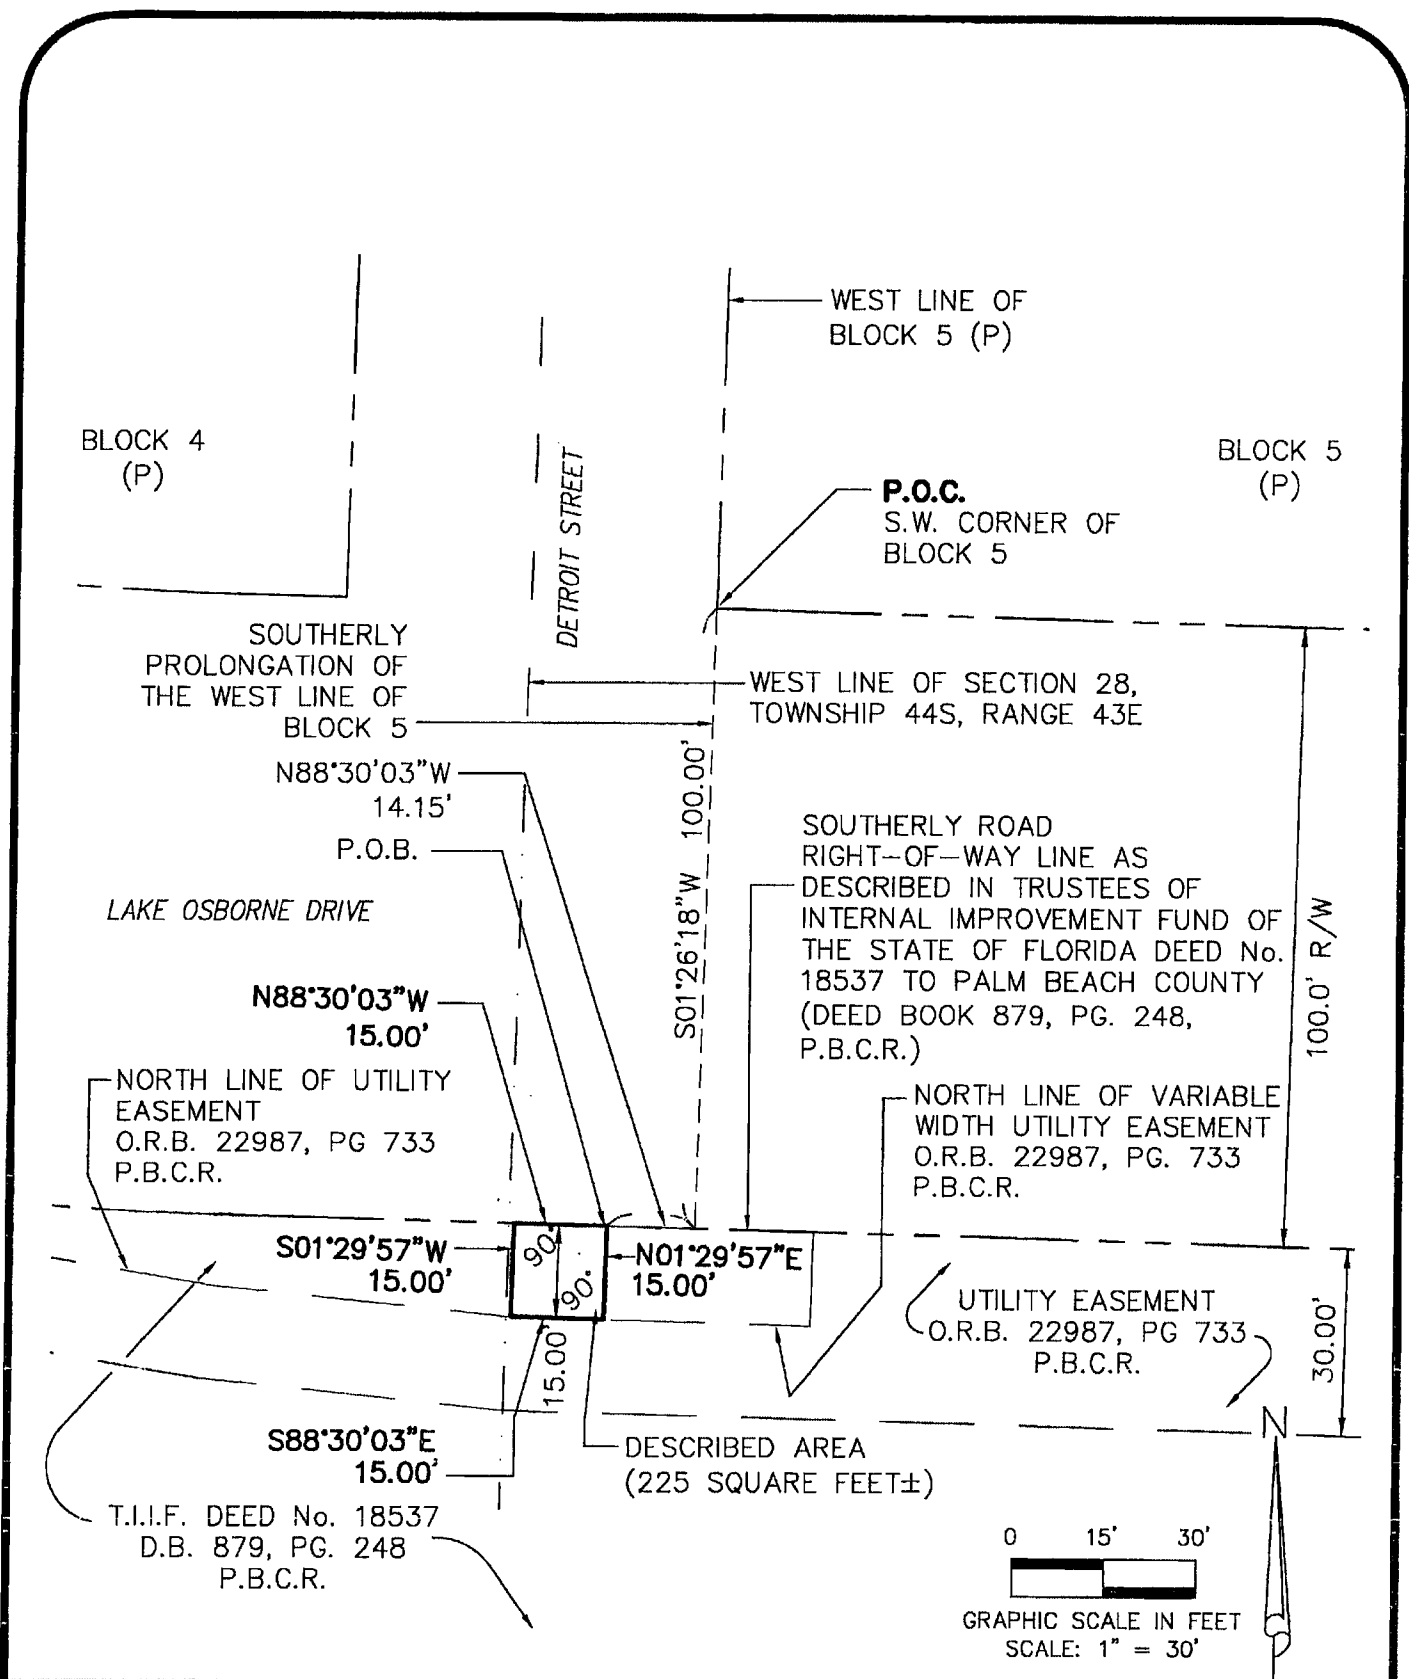 WEST LINE OF
BLOCK 5 (P)
BLOCK 4
(P)
BLOCK 5
(P)
P.O.C.
S.W. CORNER OF
BLOCK 5
DETROIT STREET
SOUTHERLY
PROLONGATION OF
THE WEST LINE OF
BLOCK 5
WEST LINE OF SECTION 28,
TOWNSHIP 44S, RANGE 43E
N88°30'03"W
14.15'
P.O.B.
S01°26'18"W 100.00'
LAKE OSBORNE DRIVE
SOUTHERLY ROAD
RIGHT-OF-WAY LINE AS
DESCRIBED IN TRUSTEES OF
INTERNAL IMPROVEMENT FUND OF
THE STATE OF FLORIDA DEED No.
18537 TO PALM BEACH COUNTY
(DEED BOOK 879, PG. 248,
P.B.C.R.)
100.0' R/W
N88°30'03"W
15.00'
NORTH LINE OF UTILITY
EASEMENT
O.R.B. 22987, PG 733
P.B.C.R.
NORTH LINE OF VARIABLE
WIDTH UTILITY EASEMENT
O.R.B. 22987, PG. 733
P.B.C.R.
S01°29'57"W
15.00'
90°
90°
N01°29'57"E
15.00'
15.00'
UTILITY EASEMENT
O.R.B. 22987, PG 733
P.B.C.R.
30.00'
S88°30'03"E
15.00'
DESCRIBED AREA
(225 SQUARE FEET±)
N
T.I.I.F. DEED No. 18537
D.B. 879, PG. 248
P.B.C.R.
0 15' 30'
GRAPHIC SCALE IN FEET
SCALE: 1" = 30'